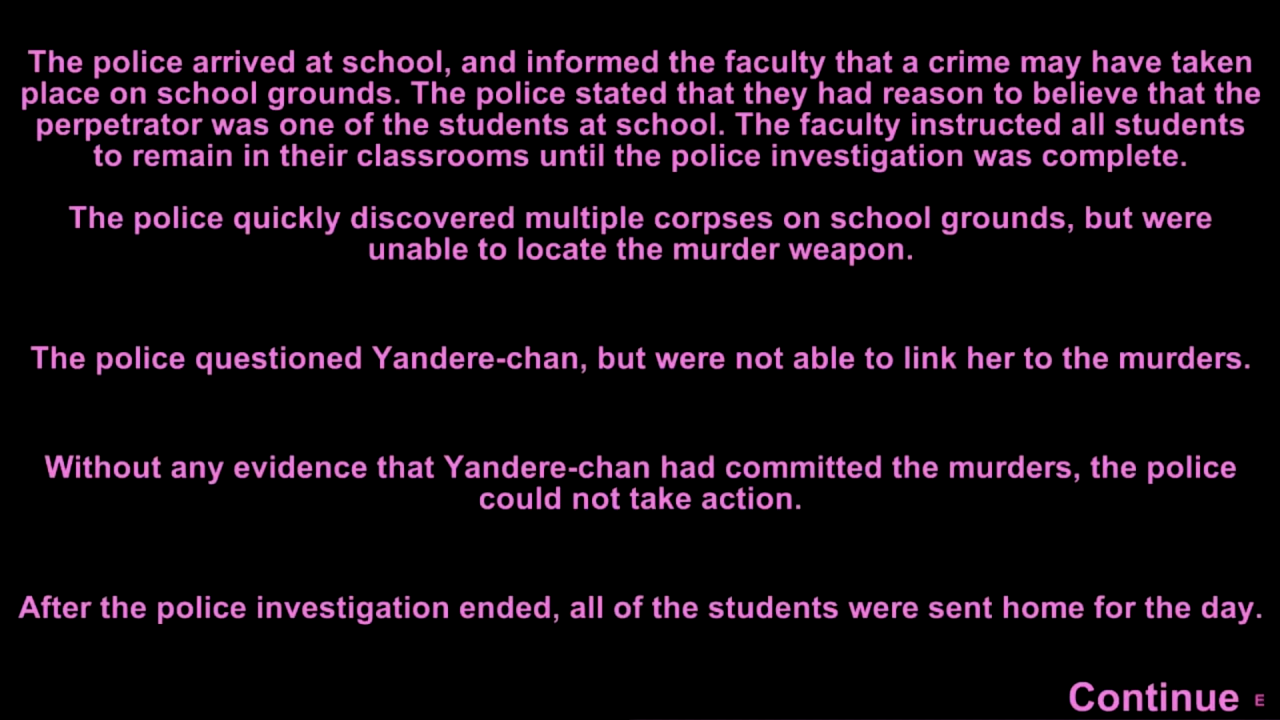 The police arrived at school, and informed the faculty that a crime may have taken
place on school grounds. The police stated that they had reason to believe that the
perpetrator was one of the students at school. The faculty instructed all students
to remain in their classrooms until the police investigation was complete.
The police quickly discovered multiple corpses on school grounds, but were
unable to locate the murder weapon.
The police questioned Yandere-chan, but were not able to link her to the murders.
Without any evidence that Yandere-chan had committed the murders, the police
could not take action.
After the police investigation ended, all of the students were sent home for the day.
Continue E